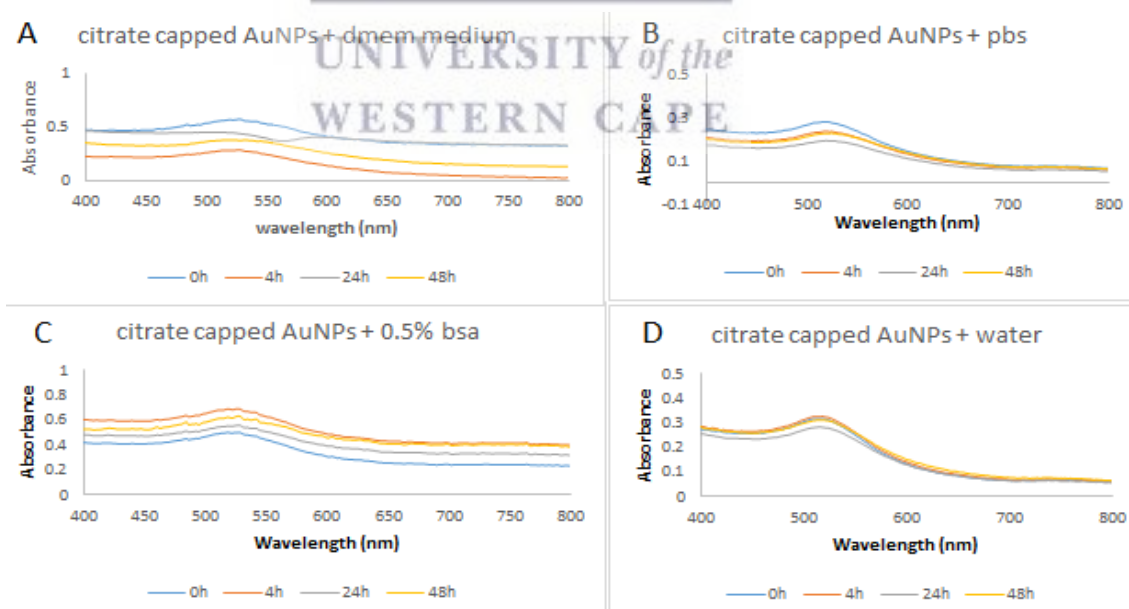 UNIVERSITY of the
WESTERN CAPE
A citrate capped AuNPs + dmem medium
1
0.5
0
Absorbance
400 450 500 550 600 650 700 750 800
wavelength (nm)
0h 4h 24h 48h
B citrate capped AuNPs + pbs
0.5
0.3
0.1
-0.1
Absorbance
400 500 600 700 800
Wavelength (nm)
0h 4h 24h 48h
C citrate capped AuNPs + 0.5% bsa
1
0.8
0.6
0.4
0.2
0
Absorbance
400 450 500 550 600 650 700 750 800
Wavelength (nm)
0h 4h 24h 48h
D citrate capped AuNPs + water
0.5
0.4
0.3
0.2
0.1
0
Absorbance
400 500 600 700 800
Wavelength (nm)
0h 4h 24h 48h